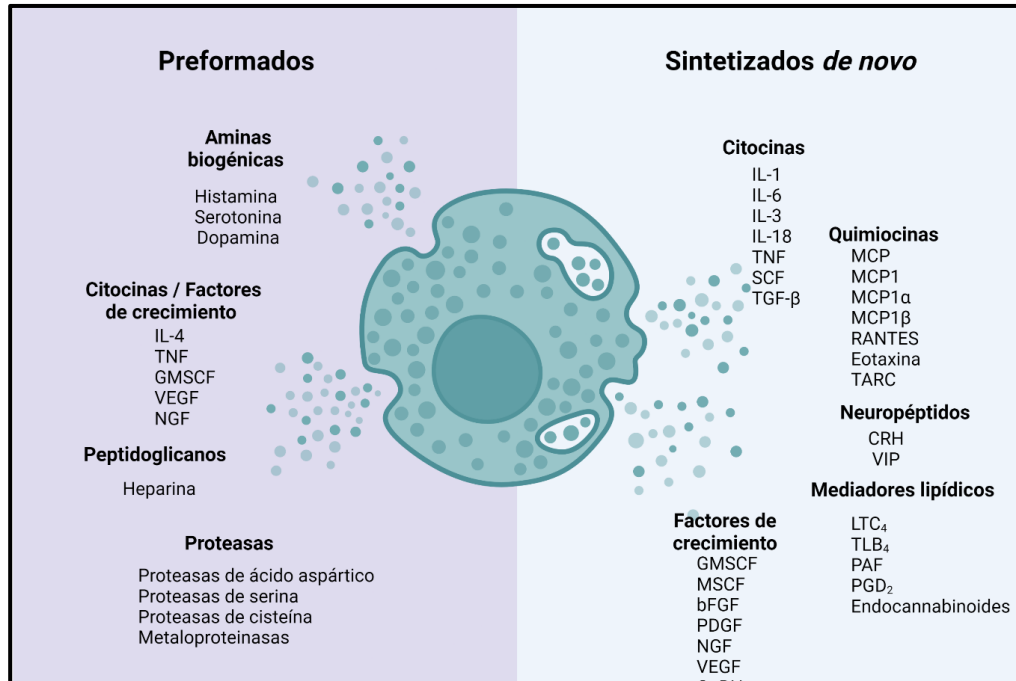 Preformados
Aminas
biogénicas
Histamina
Serotonina
Dopamina
Citocinas / Factores
de crecimiento
IL-4
TNF
GMSCF
VEGF
NGF
Peptidoglicanos
Heparina
Proteasas
Proteasas de ácido aspártico
Proteasas de serina
Proteasas de cisteína
Metaloproteinasas
Sintetizados de novo
Citocinas
IL-1
IL-6
IL-3
IL-18
TNF
SCF
TGF-β
Quimiocinas
MCP
MCP1
MCP1α
MCP1β
RANTES
Eotaxina
TARC
Neuropéptidos
CRH
VIP
Mediadores lipídicos
LTC₄
TLB₄
PAF
PGD₂
Endocannabinoides
Factores de
crecimiento
GMSCF
MSCF
bFGF
PDGF
NGF
VEGF